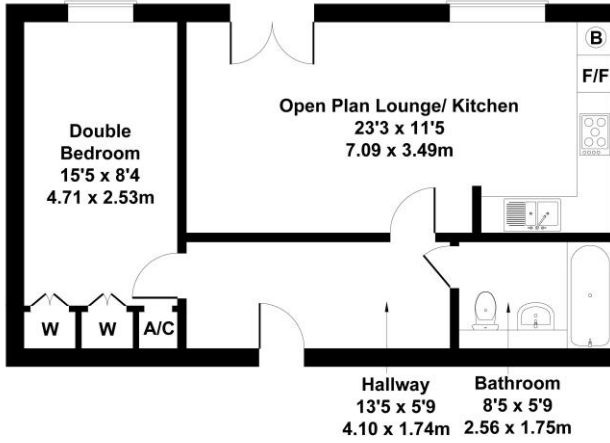 B
F/F
Open Plan Lounge/ Kitchen
23'3 x 11'5
7.09 x 3.49m
Double
Bedroom
15'5 x 8'4
4.71 x 2.53m
W
W
A/C
Hallway
13'5 x 5'9
4.10 x 1.74m
Bathroom
8'5 x 5'9
2.56 x 1.75m